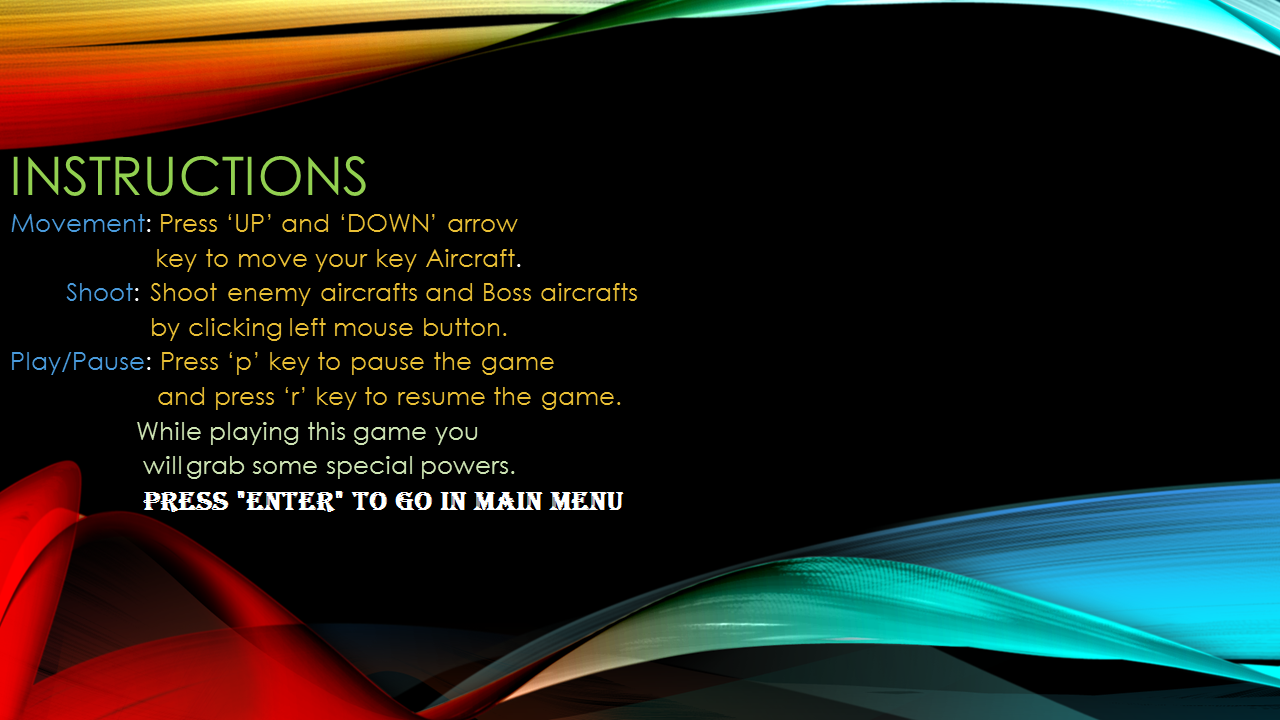 INSTRUCTIONS
Movement: Press ‘UP’ and ‘DOWN’ arrow
key to move your key Aircraft.
Shoot: Shoot enemy aircrafts and Boss aircrafts
by clicking left mouse button.
Play/Pause: Press ‘p’ key to pause the game
and press ‘r’ key to resume the game.
While playing this game you
will grab some special powers.
PRESS "ENTER" TO GO IN MAIN MENU